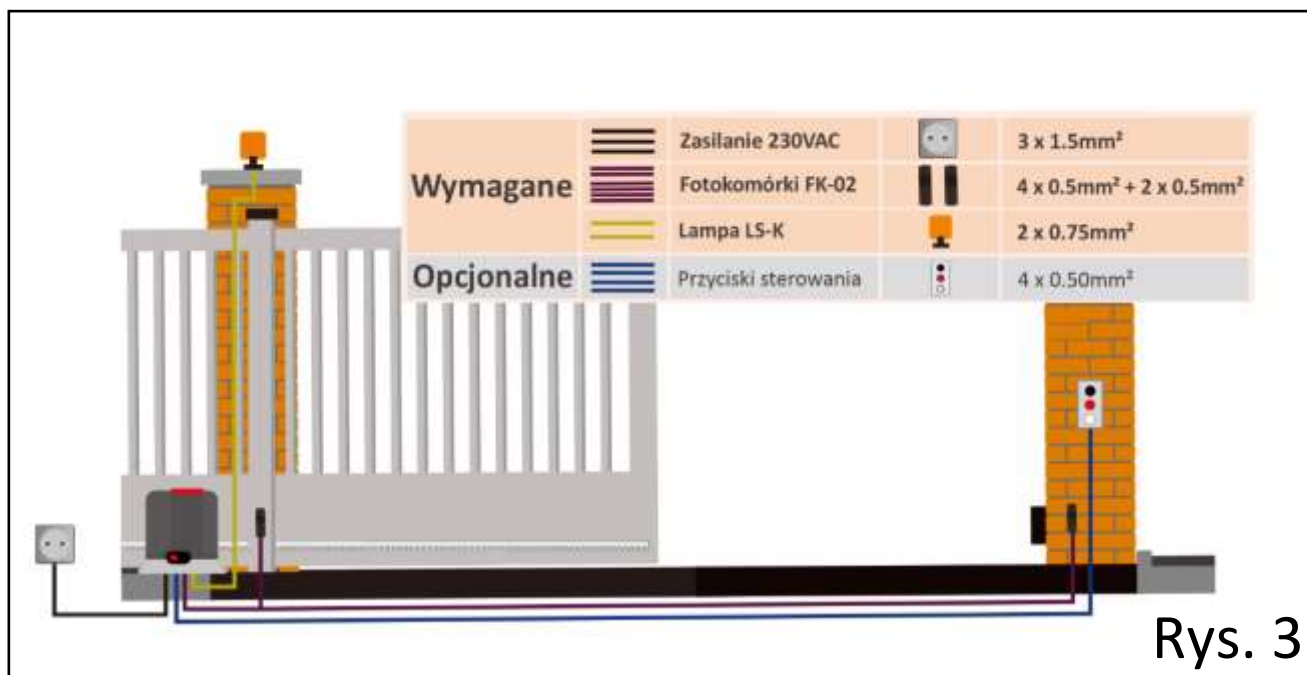 Zasilanie 230VAC 3 x 1.5mm²
Wymagane Fotokomórki FK-02 4 x 0.5mm² + 2 x 0.5mm²
Lampa LS-K 2 x 0.75mm²
Opcjonalne Przyciski sterowania 4 x 0.50mm²
Rys. 3